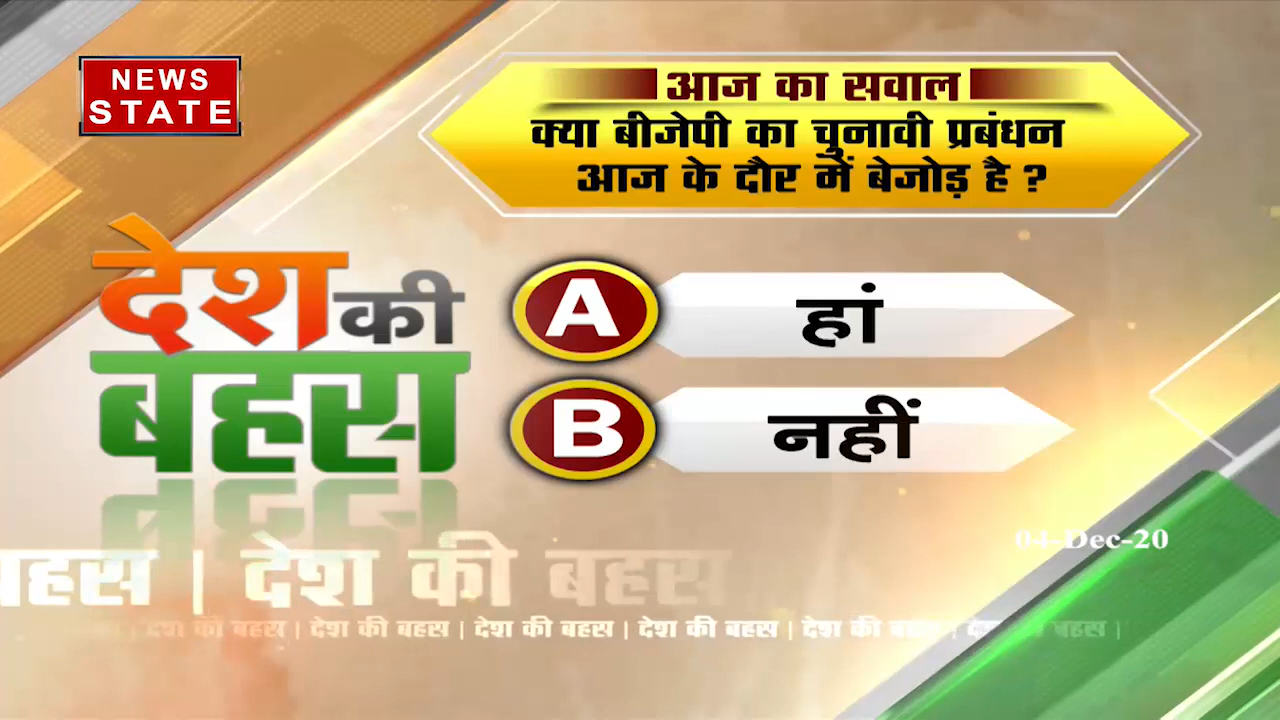 NEWS
STATE
आज का सवाल
क्या बीजेपी का चुनावी प्रबंधन
आज के दौर में बेजोड़ है ?
देश की
बहस
A हां
B नहीं
04-Dec-20
बहस | देश की बहस
देश की बहस | देश की बहस | देश की बहस | देश की बहस | देश की बहस | देश की बहस |